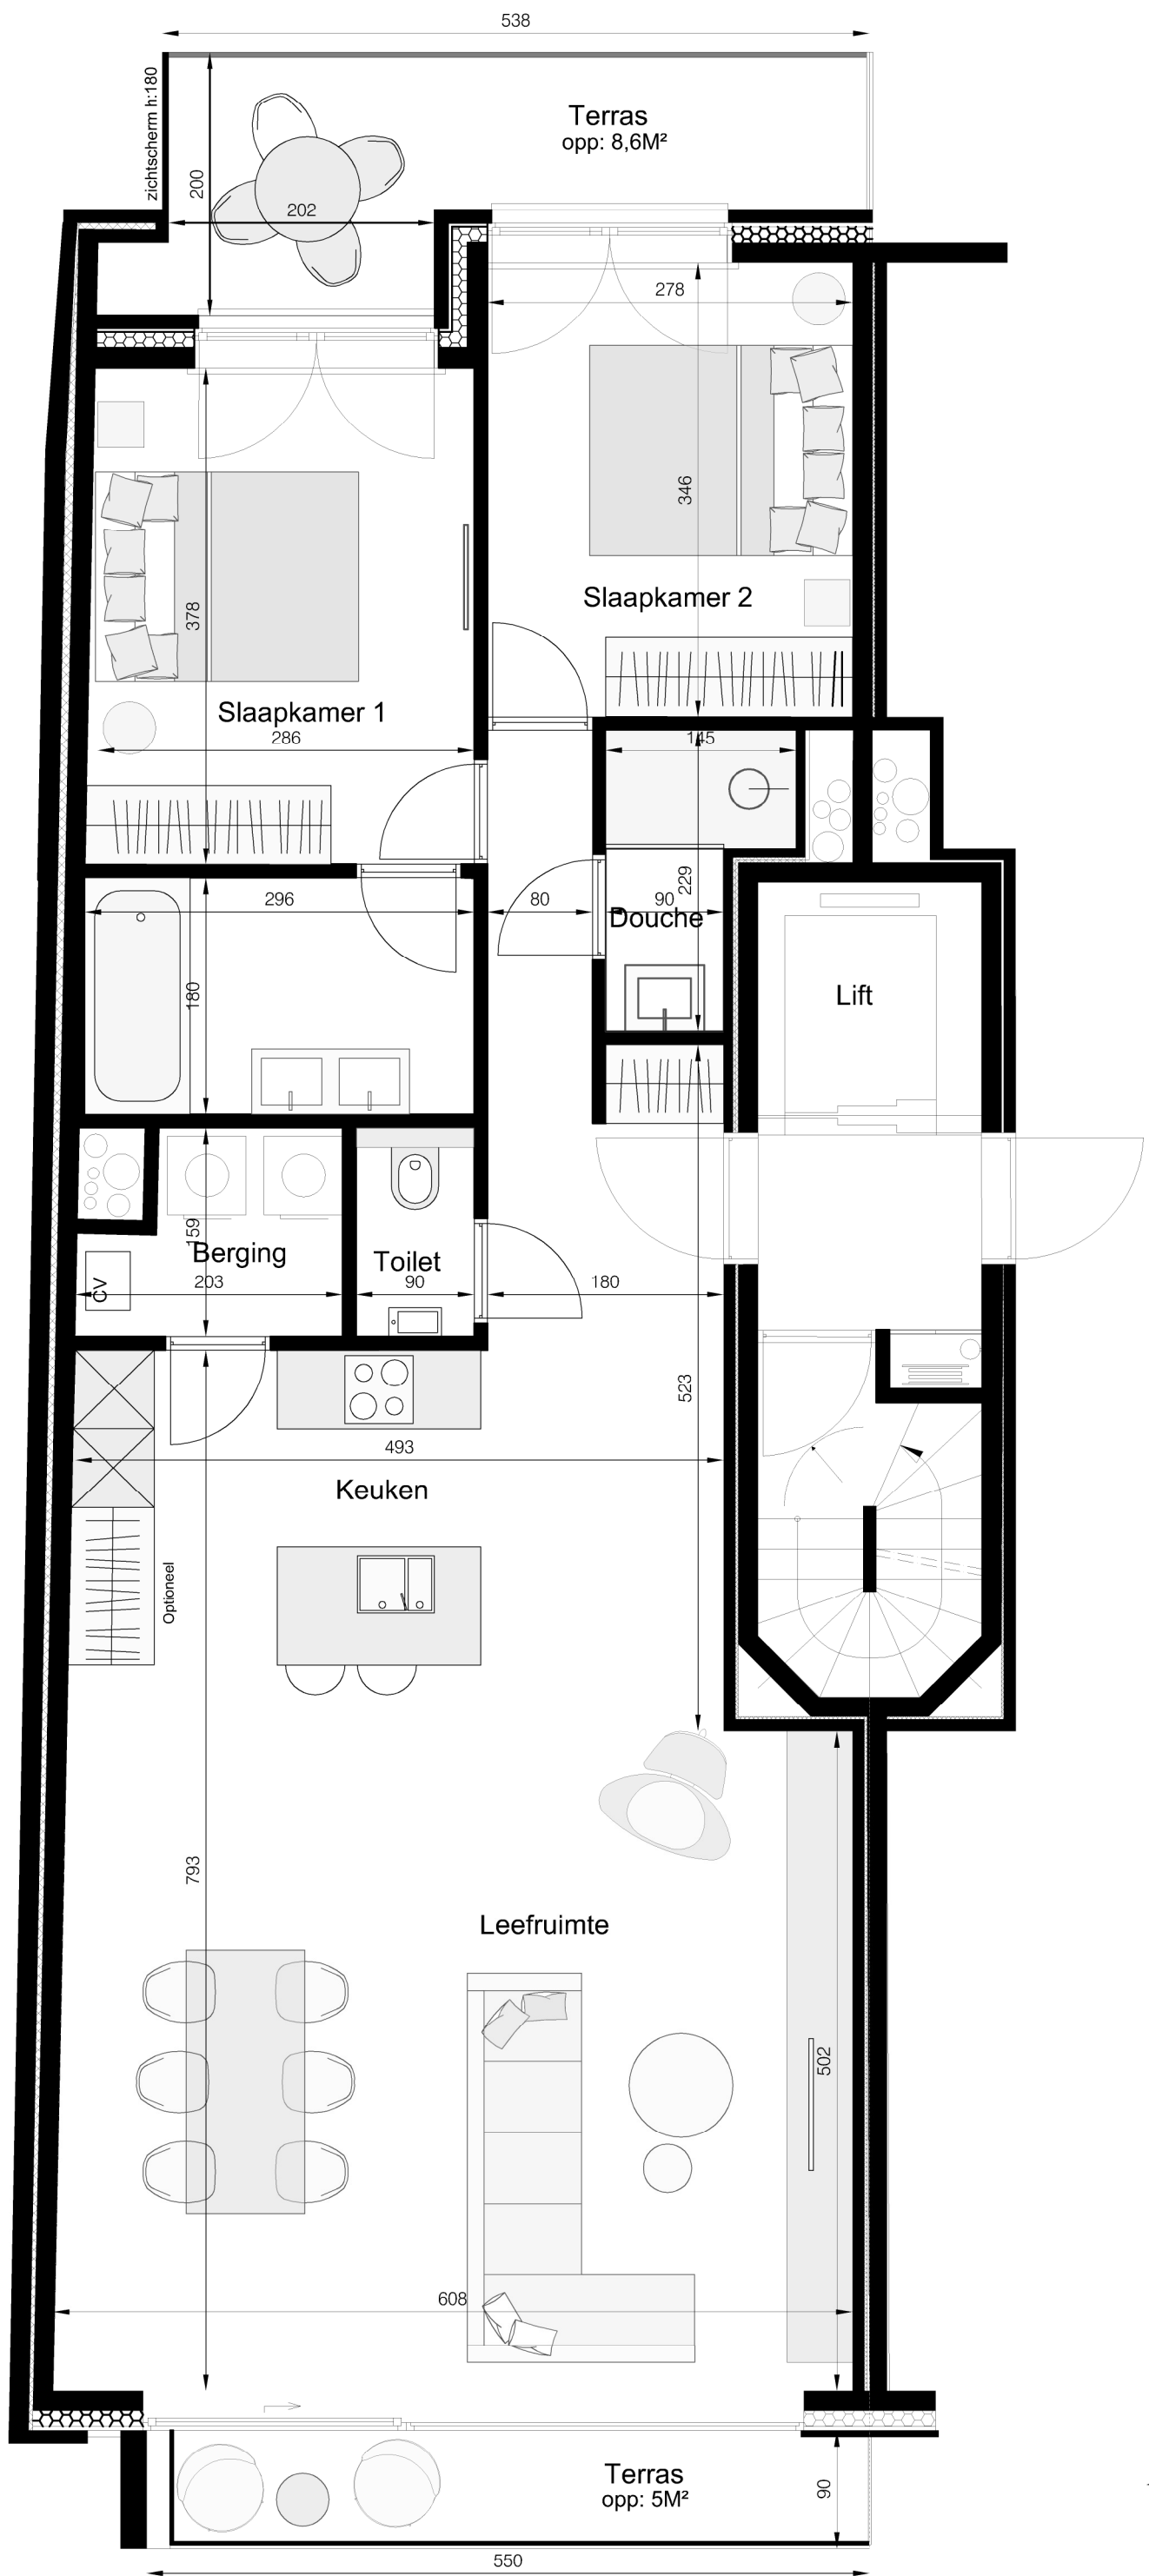 538
zichtscherm h:180
Terras
opp: 8,6M²
200
202
278
346
378
Slaapkamer 2
Slaapkamer 1
286
145
229
296
80
90
Douche
180
Lift
159
Berging
Toilet
CV
203
90
180
523
493
Keuken
Optioneel
793
Leefruimte
502
608
Terras
opp: 5M²
90
550